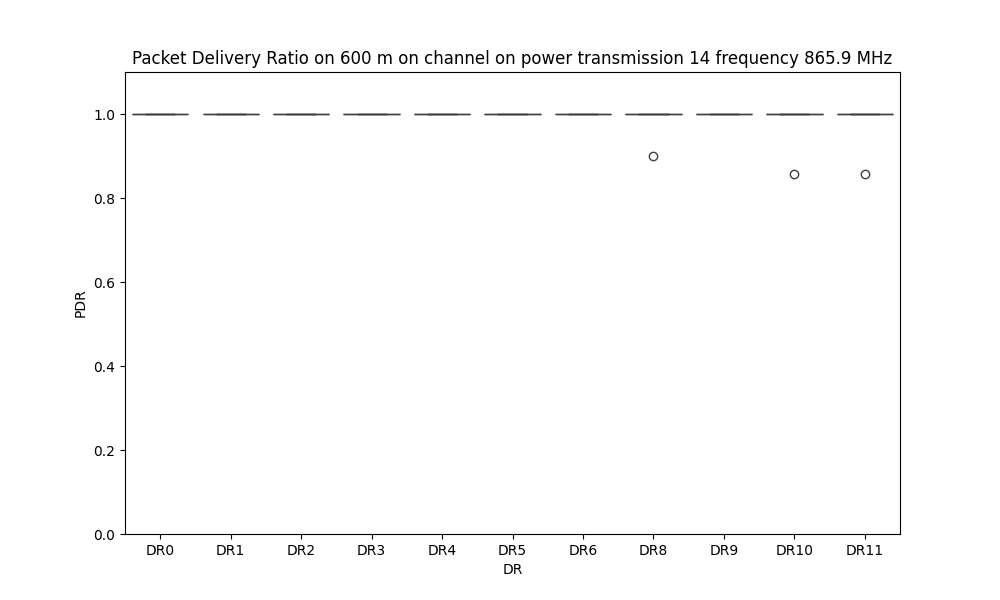 Packet Delivery Ratio on 600 m on channel on power transmission 14 frequency 865.9 MHz
1.0
0.8
0.6
0.4
0.2
0.0
PDR
DR0 DR1 DR2 DR3 DR4 DR5 DR6 DR8 DR9 DR10 DR11
DR